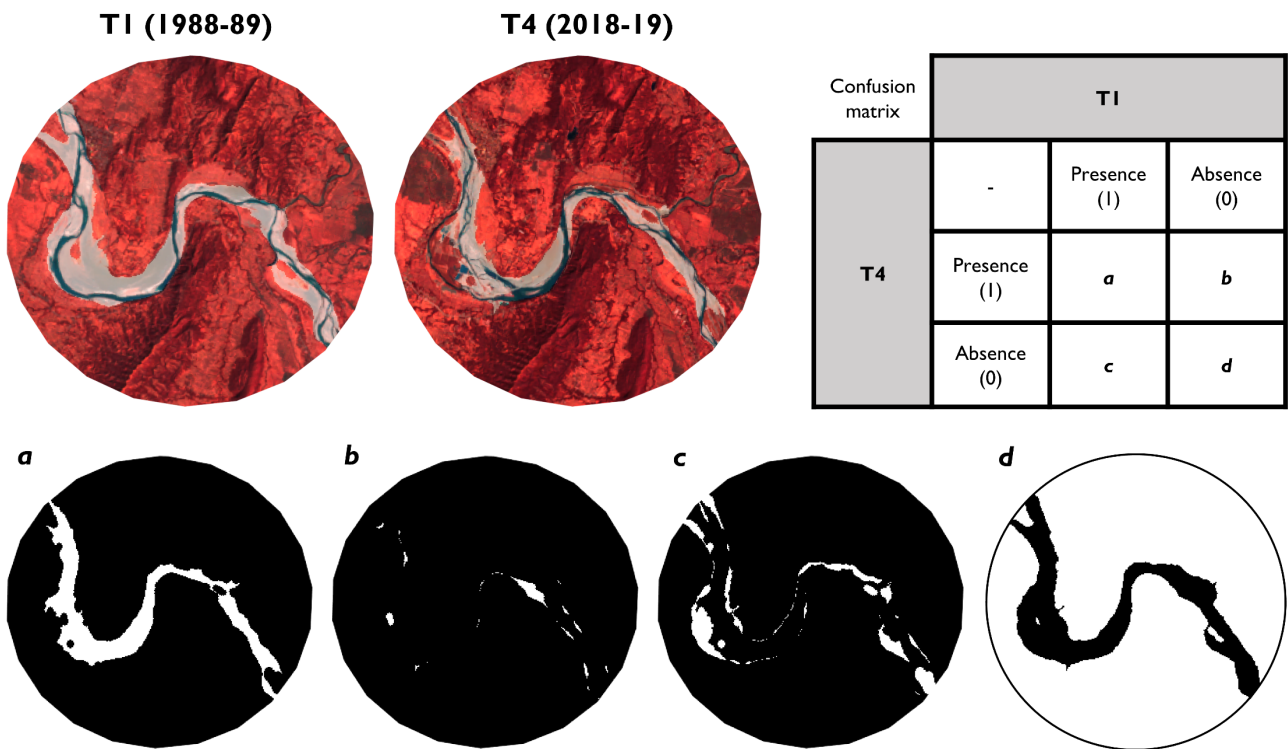 T1 (1988-89)
T4 (2018-19)
Confusion
matrix
T1
T4
-
Presence
(1)
Absence
(0)
Presence
(1)
a
b
Absence
(0)
c
d
a
b
c
d